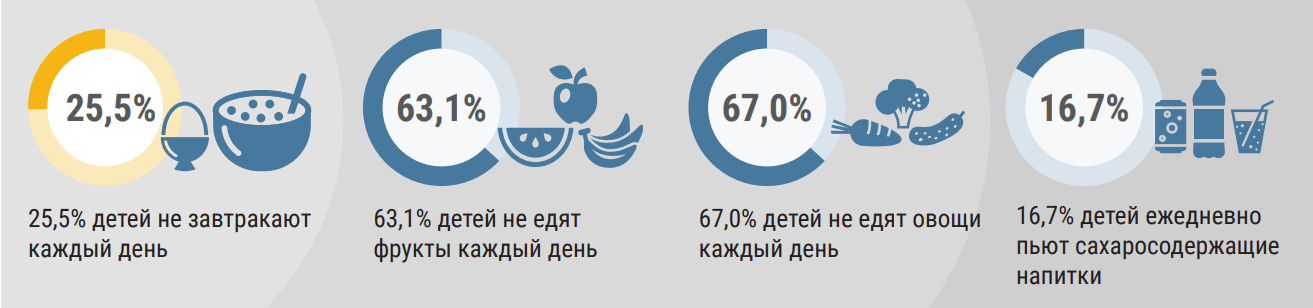 25,5%
25,5% детей не завтракают
каждый день
63,1%
63,1% детей не едят
фрукты каждый день
67,0%
67,0% детей не едят овощи
каждый день
16,7%
16,7% детей ежедневно
пьют сахаросодержащие
напитки